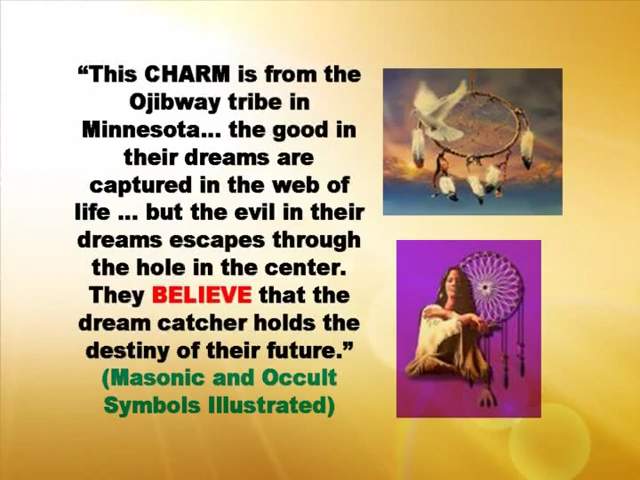 “This CHARM is from the
Ojibway tribe in
Minnesota... the good in
their dreams are
captured in the web of
life ... but the evil in their
dreams escapes through
the hole in the center.
They BELIEVE that the
dream catcher holds the
destiny of their future.”
(Masonic and Occult
Symbols Illustrated)